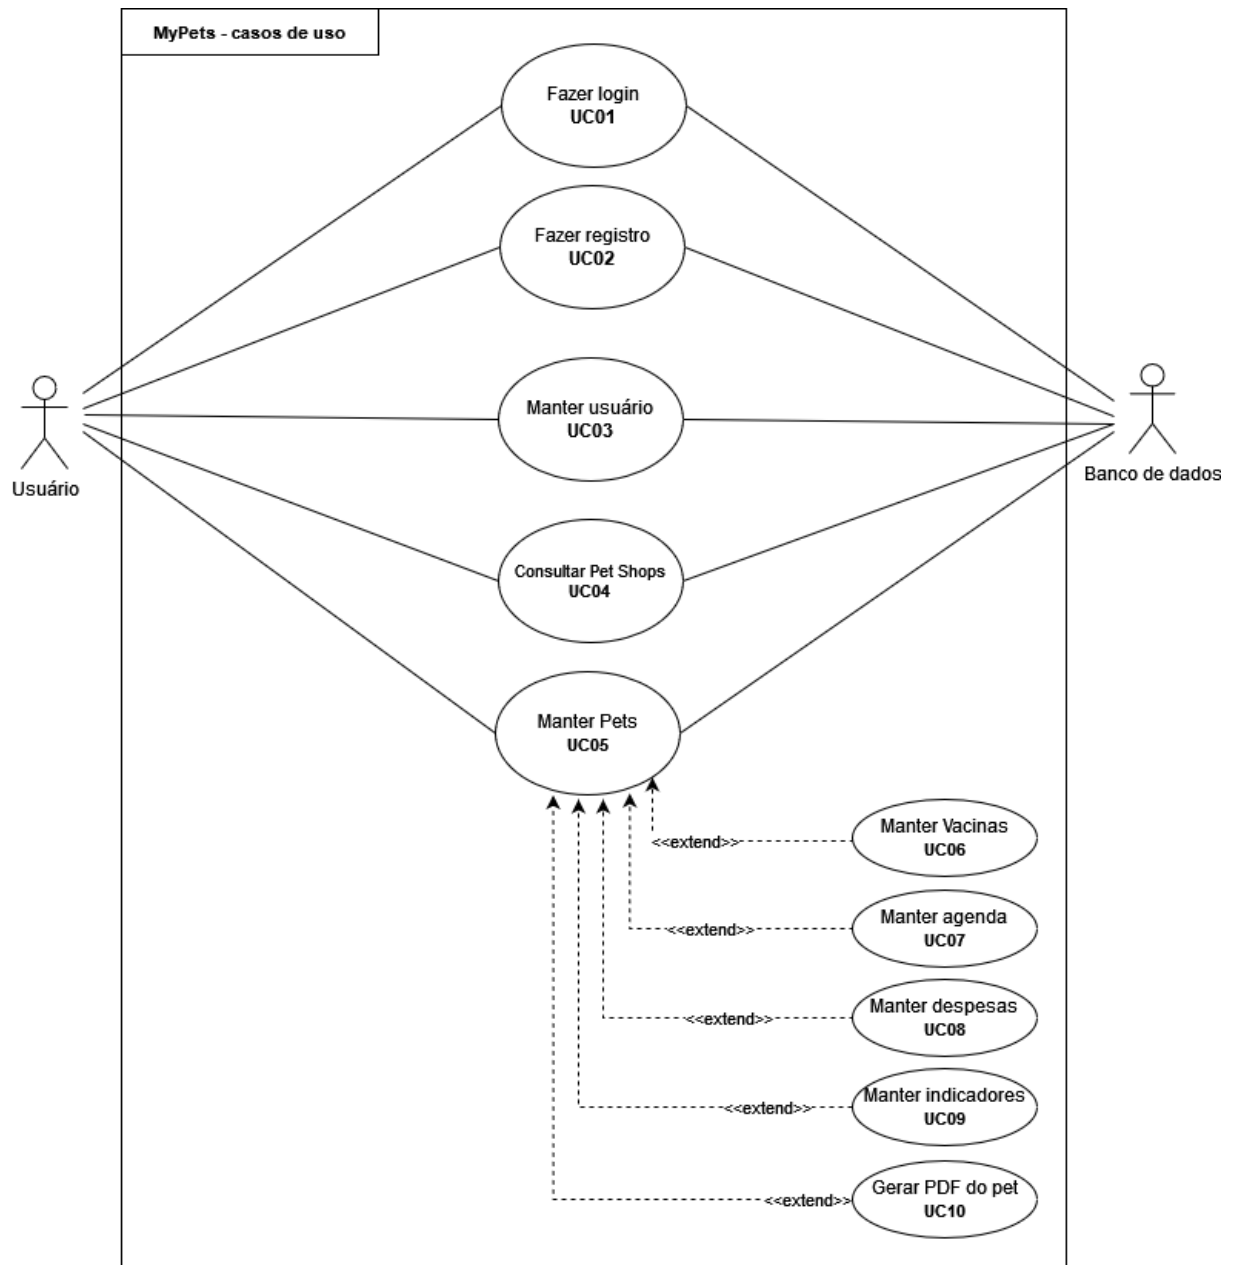 MyPets - casos de uso
Fazer login
UC01
Fazer registro
UC02
Manter usuário
UC03
Usuário
Banco de dados
Consultar Pet Shops
UC04
Manter Pets
UC05
Manter Vacinas
UC06
<<extend>>
Manter agenda
UC07
<<extend>>
Manter despesas
UC08
<<extend>>
Manter indicadores
UC09
<<extend>>
Gerar PDF do pet
UC10
<<extend>>